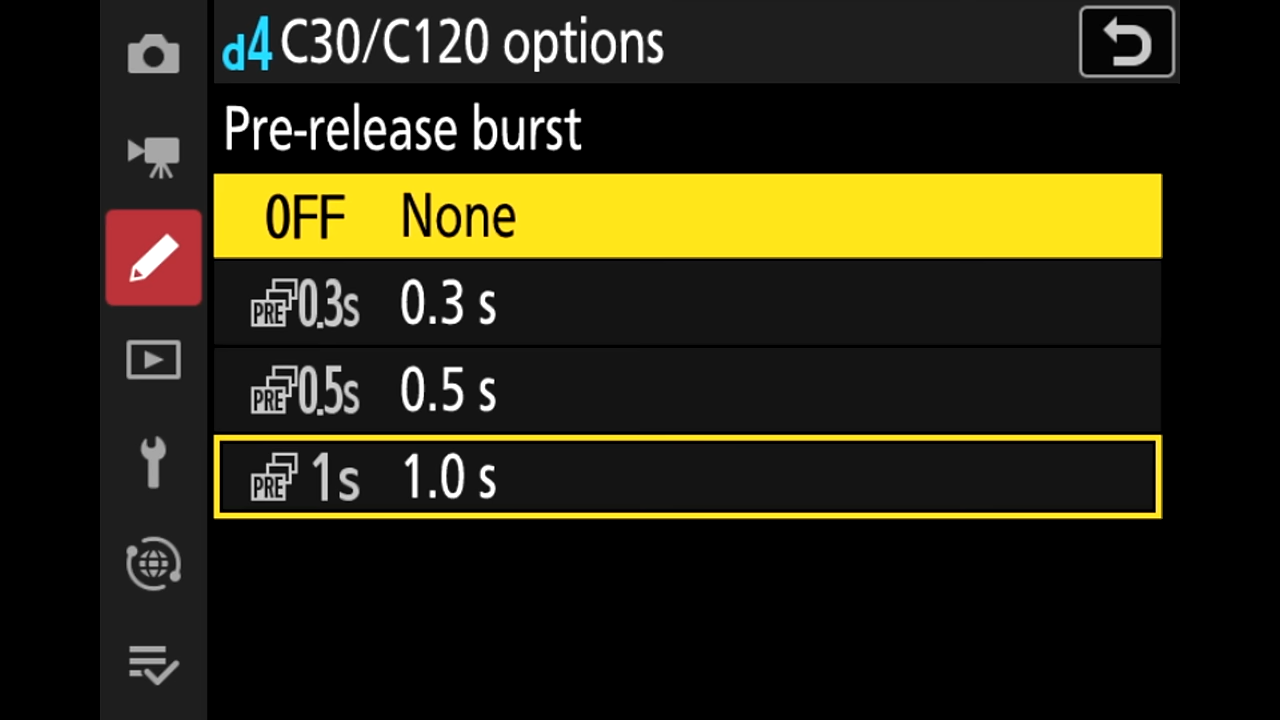 d4 C30/C120 options
Pre-release burst
OFF None
PRE 0.3s 0.3 s
PRE 0.5s 0.5 s
PRE 1s 1.0 s